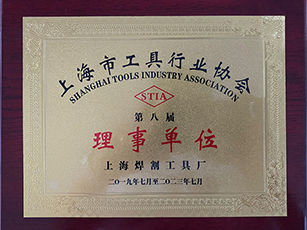 上海市工具行业协会
SHANGHAI TOOLS INDUSTRY ASSOCIATION
STIA
第八届
理事单位
上海焊割工具厂
二〇一九年七月至二〇二三年七月